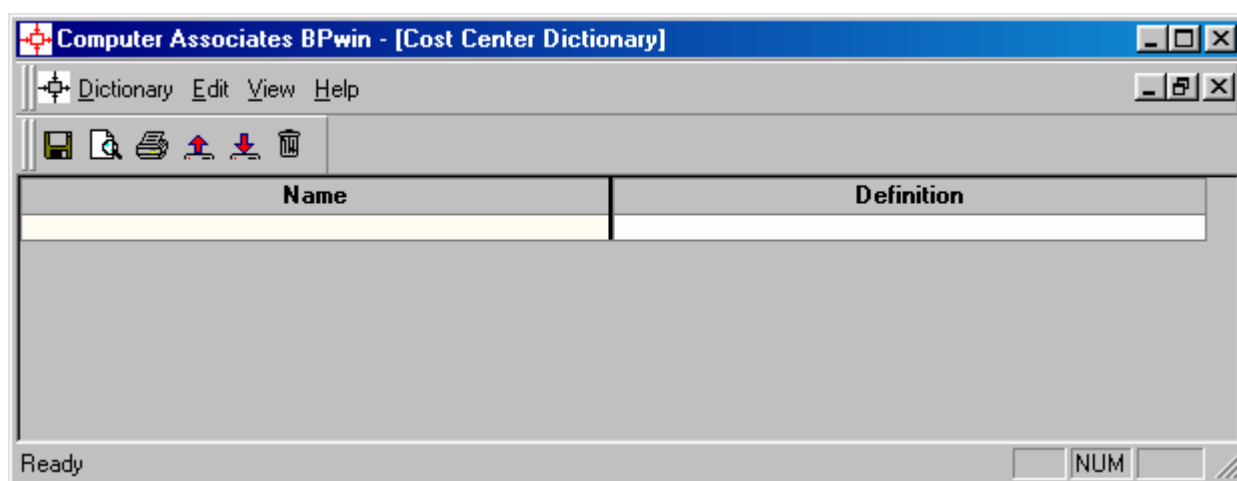 Computer Associates BPwin - [Cost Center Dictionary]
Dictionary Edit View Help
Name Definition
Ready NUM